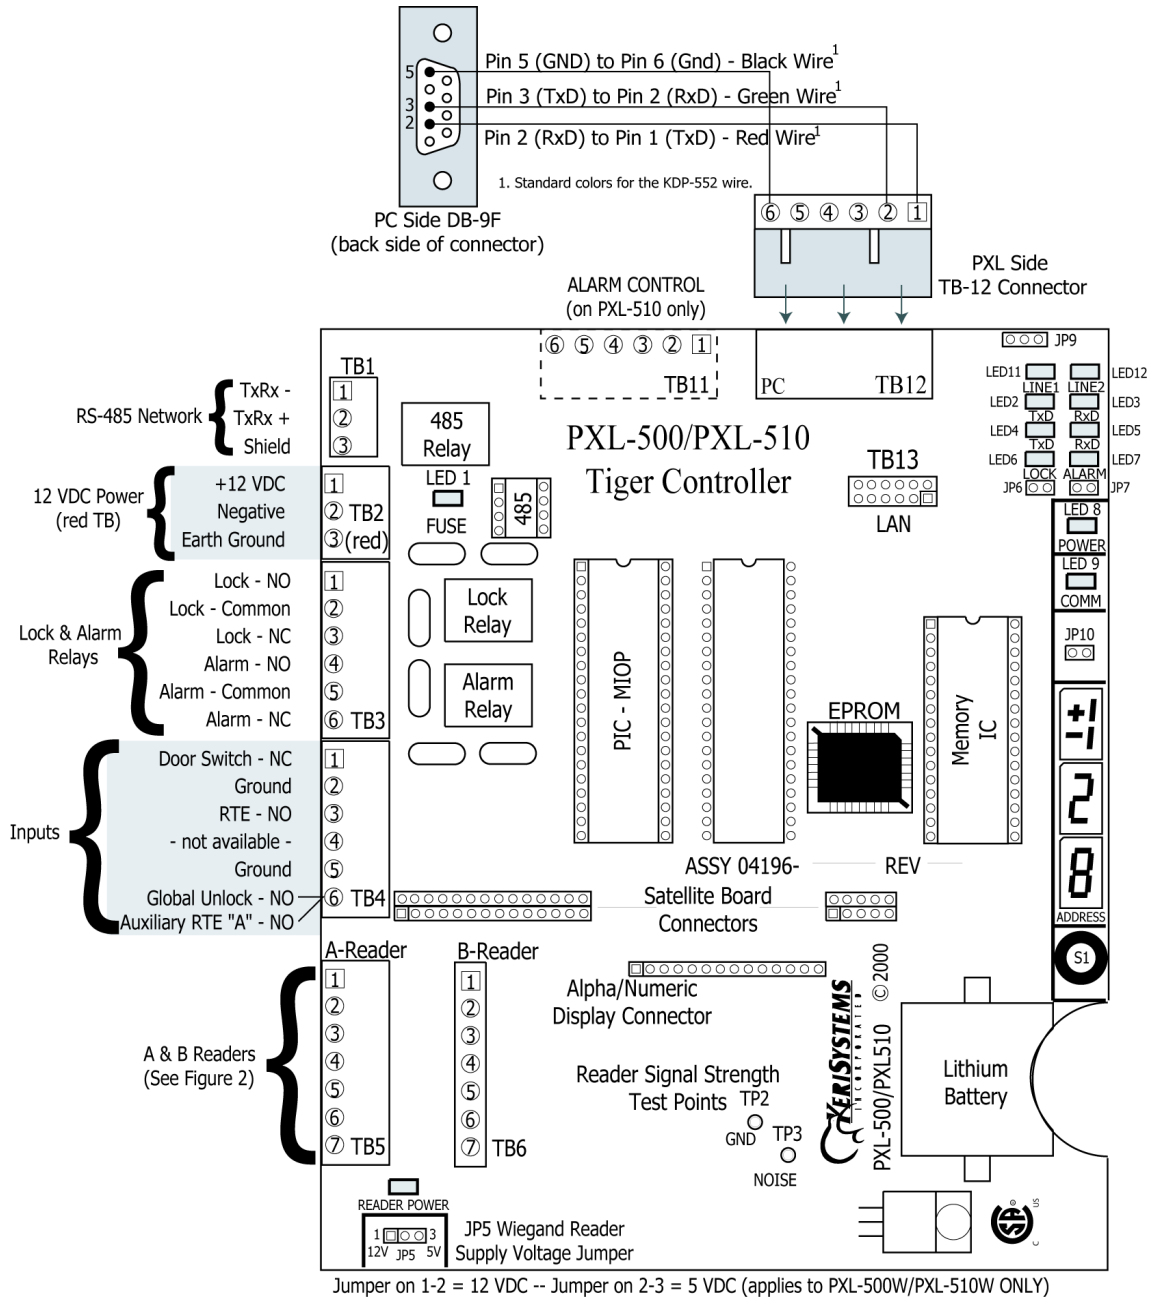 Pin 5 (GND) to Pin 6 (Gnd) - Black Wire1
Pin 3 (TxD) to Pin 2 (RxD) - Green Wire1
Pin 2 (RxD) to Pin 1 (TxD) - Red Wire1
5
3
2
1. Standard colors for the KDP-552 wire.
PC Side DB-9F
(back side of connector)
6 5 4 3 2 1
PXL Side
TB-12 Connector
ALARM CONTROL
(on PXL-510 only)
6 5 4 3 2 1
TB11
PC TB12
JP9
LED11 LED12
LINE1 LINE2
LED2 LED3
TxD RxD
LED4 LED5
TxD RxD
LED6 LED7
LOCK ALARM
JP6 JP7
TB1
RS-485 Network
TxRx - 1
TxRx + 2
Shield 3
485
Relay
PXL-500/PXL-510
Tiger Controller
TB13
LAN
12 VDC Power
(red TB)
+12 VDC 1
Negative 2 TB2
Earth Ground 3 (red)
LED 1
FUSE
485
LED 8
POWER
LED 9
COMM
JP10
Lock & Alarm
Relays
Lock - NO 1
Lock - Common 2
Lock - NC 3
Alarm - NO 4
Alarm - Common 5
Alarm - NC 6 TB3
Lock
Relay
Alarm
Relay
PIC - MIOP
EPROM
Memory
IC
±1
2
8
ADDRESS
S1
Inputs
Door Switch - NC 1
Ground 2
RTE - NO 3
- not available - 4
Ground 5
Global Unlock - NO 6 TB4
Auxiliary RTE "A" - NO
ASSY 04196- REV
Satellite Board
Connectors
A-Reader
B-Reader
A & B Readers
(See Figure 2)
1
2
3
4
5
6
7 TB5
1
2
3
4
5
6
7 TB6
Alpha/Numeric
Display Connector
Reader Signal Strength
Test Points
TP2
GND
TP3
NOISE
VERISYSTEMS
INCORPORATED
PXL-500/PXL510 © 2000
Lithium
Battery
READER POWER
1 3
12V JP5 5V
JP5 Wiegand Reader
Supply Voltage Jumper
SA
®
C US
Jumper on 1-2 = 12 VDC -- Jumper on 2-3 = 5 VDC (applies to PXL-500W/PXL-510W ONLY)